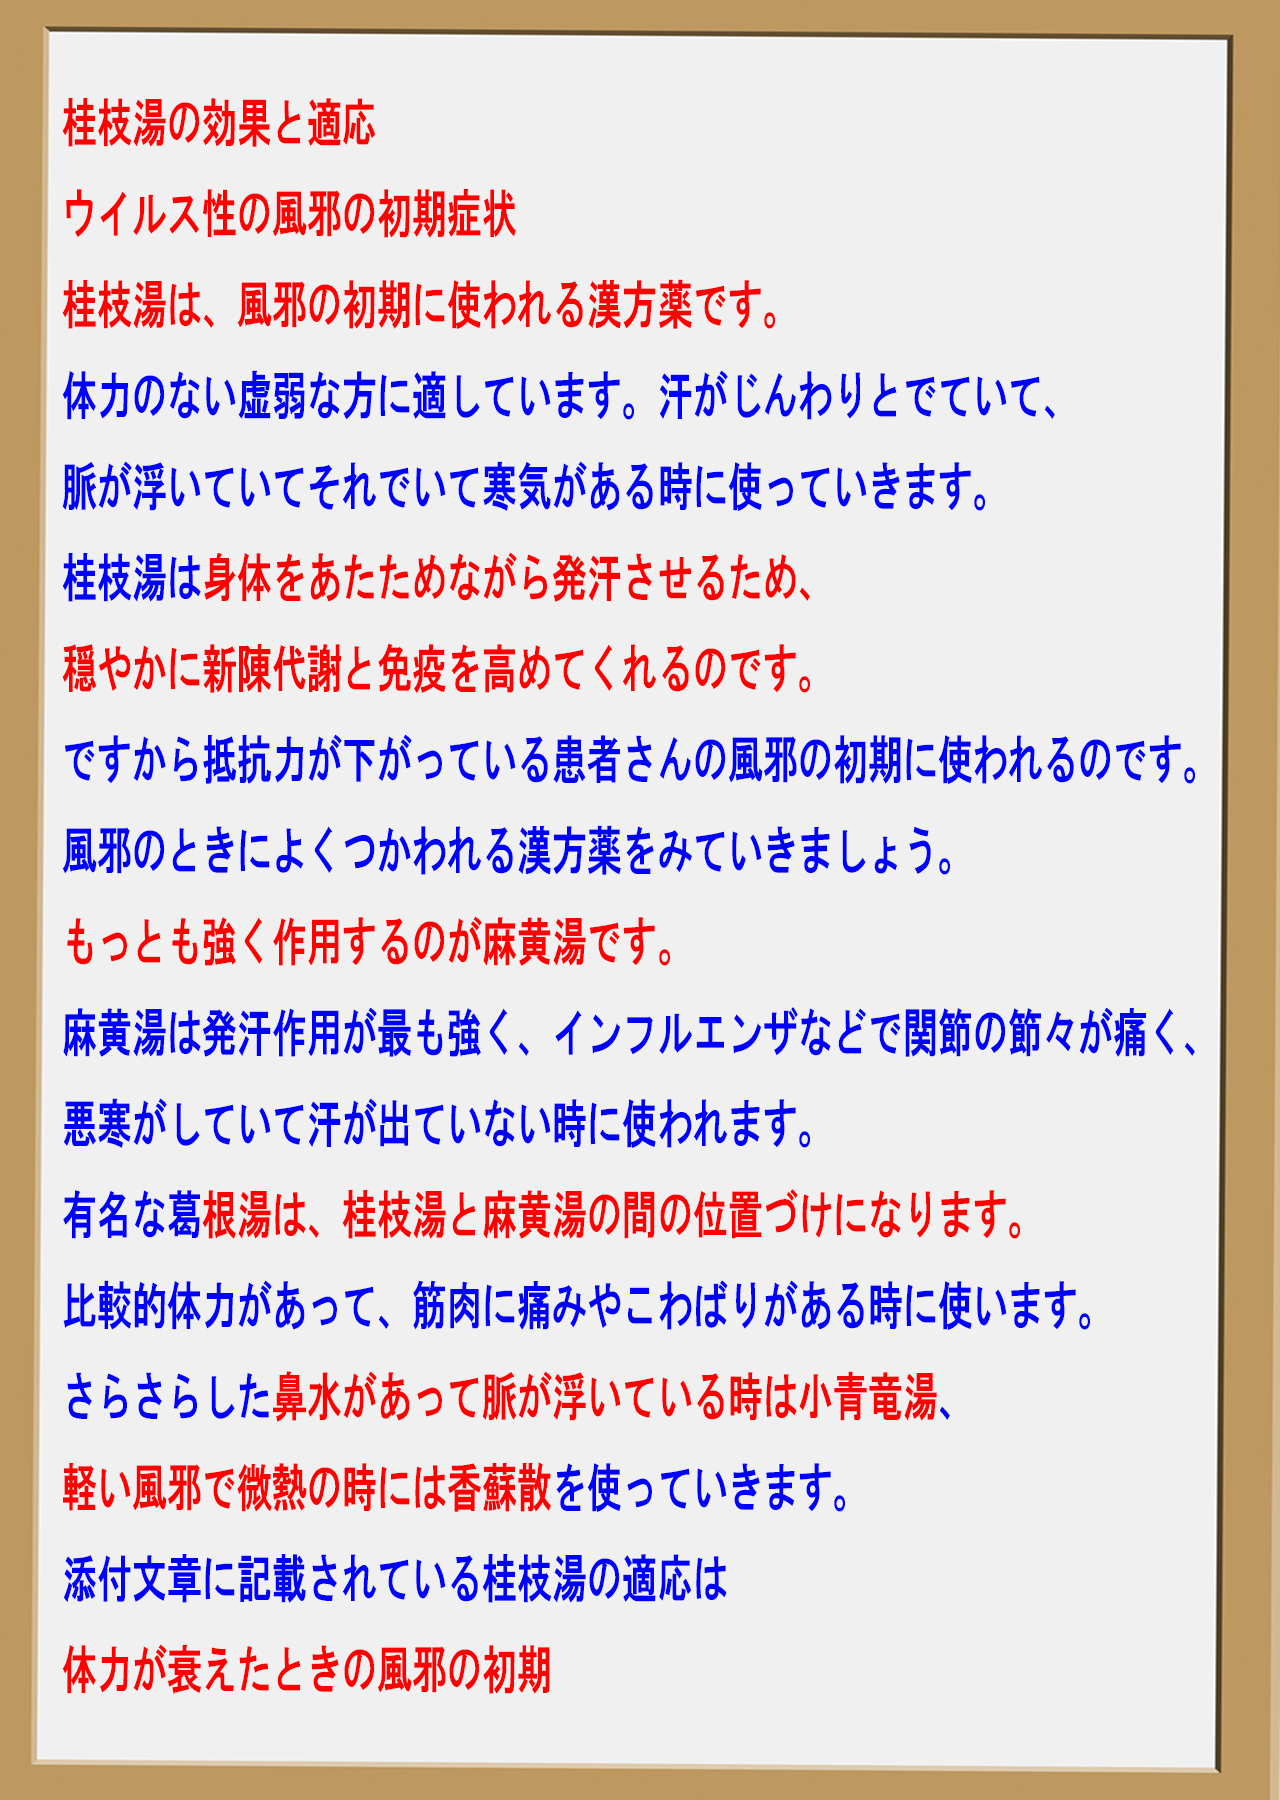 桂枝湯の効果と適応
ウイルス性の風邪の初期症状
桂枝湯は、風邪の初期に使われる漢方薬です。
体力のない虚弱な方に適しています。汗がじんわりとでていて、
脈が浮いていてそれでいて寒気がある時に使っていきます。
桂枝湯は身体をあたためながら発汗させるため、
穏やかに新陳代謝と免疫を高めてくれるのです。
ですから抵抗力が下がっている患者さんの風邪の初期に使われるのです。
風邪のときによくつかわれる漢方薬をみていきましょう。
もっとも強く作用するのが麻黄湯です。
麻黄湯は発汗作用が最も強く、インフルエンザなどで関節の節々が痛く、
悪寒がしていて汗が出ていない時に使われます。
有名な葛根湯は、桂枝湯と麻黄湯の間の位置づけになります。
比較的体力があって、筋肉に痛みやこわばりがある時に使います。
さらさらした鼻水があって脈が浮いている時は小青竜湯、
軽い風邪で微熱の時には香蘇散を使っていきます。
添付文章に記載されている桂枝湯の適応は
体力が衰えたときの風邪の初期